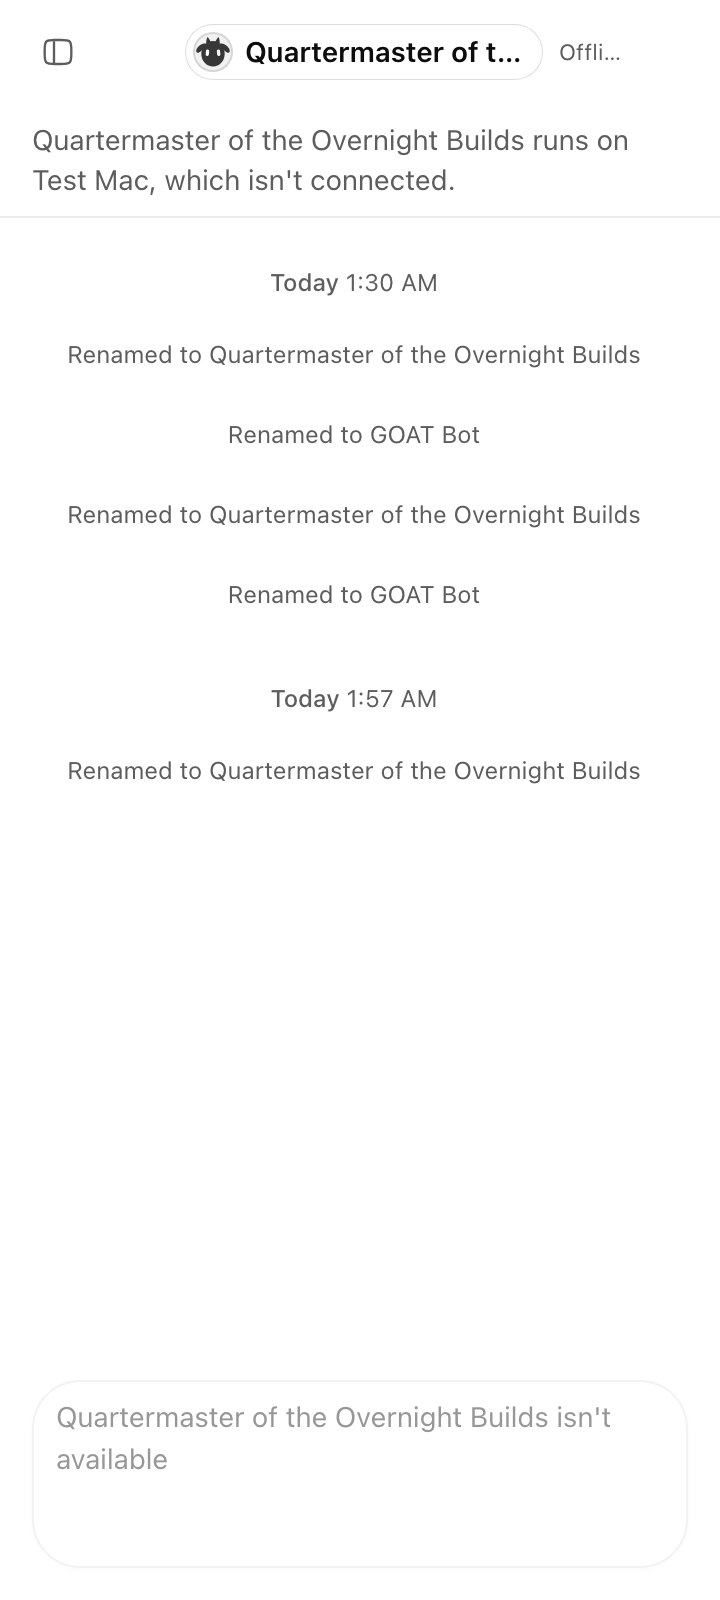 Quartermaster of t...
Offli...
Quartermaster of the Overnight Builds runs on
Test Mac, which isn't connected.
Today 1:30 AM
Renamed to Quartermaster of the Overnight Builds
Renamed to GOAT Bot
Renamed to Quartermaster of the Overnight Builds
Renamed to GOAT Bot
Today 1:57 AM
Renamed to Quartermaster of the Overnight Builds
Quartermaster of the Overnight Builds isn't
available